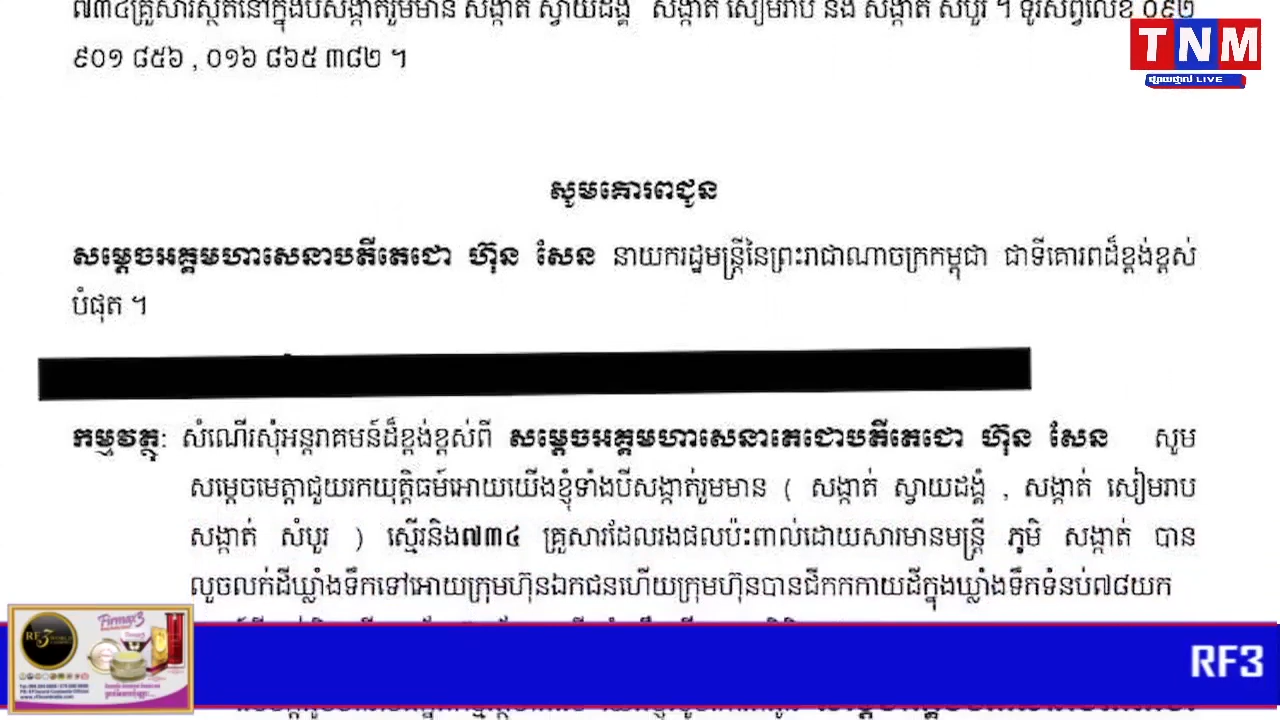 ៧៣៤គ្រួសារស្ថិតនៅក្នុងបីសង្កាត់រួមមាន សង្កាត់ ស្វាយដង្គំ សង្កាត់ សៀមរាប និង សង្កាត់ សំបួរ ។ ទូរស័ព្ទលេខ ០៩២
៩០១ ៨៥៦ , ០១៦ ៨៦៥ ៣៨២ ។
TNM
ផ្សាយផ្ទាល់ LIVE
សូមគោរពជូន
សម្តេចអគ្គមហាសេនាបតីតេជោ ហ៊ុន សែន នាយករដ្ឋមន្ត្រីនៃព្រះរាជាណាចក្រកម្ពុជា ជាទីគោរពដ៏ខ្ពង់ខ្ពស់
បំផុត ។
កម្មវត្ថុ: សំណើរសុំអន្តរាគមន៍ដ៏ខ្ពង់ខ្ពស់ពី សម្តេចអគ្គមហាសេនាតេជោបតីតេជោ ហ៊ុន សែន សូម
សម្តេចមេត្តាជួយរកយុត្តិធម៍អោយយើងខ្ញុំទាំងបីសង្កាត់រួមមាន ( សង្កាត់ ស្វាយដង្គំ , សង្កាត់ សៀមរាប
សង្កាត់ សំបួរ ) ស្មើរនិង៧៣៤ គ្រួសារដែលរងផលប៉ះពាល់ដោយសារមានមន្ត្រី ភូមិ សង្កាត់ បាន
លួចលក់ដីឃ្លាំងទឹកទៅអោយក្រុមហ៊ុនឯកជនហើយក្រុមហ៊ុនបានជីកកកាយដីក្នុងឃ្លាំងទឹកទំនប់៧៨យក
RF3
Firmax3
RF3 WORLD